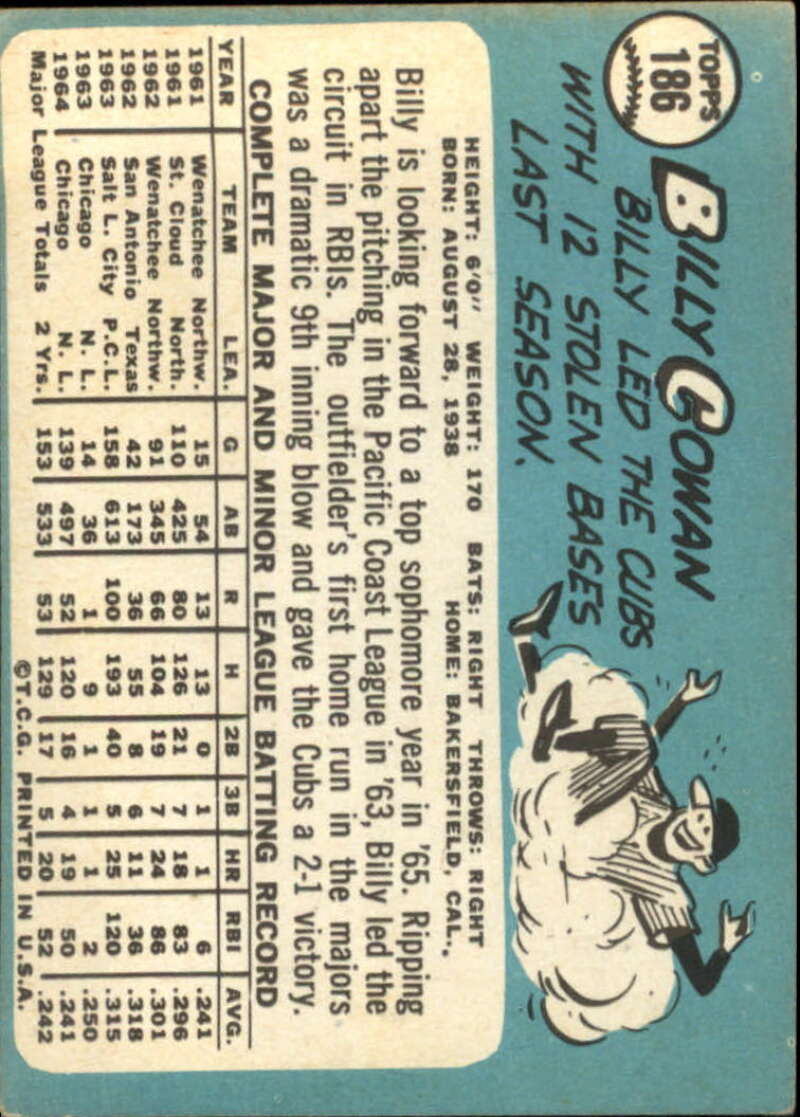 TOPPS
186
BILLY COWAN
BILLY LED THE CUBS
WITH 12 STOLEN BASES
LAST SEASON.
HEIGHT: 6'0" WEIGHT: 170 BATS: RIGHT THROWS: RIGHT
BORN: AUGUST 28, 1938 HOME: BAKERSFIELD, CAL.,
Billy is looking forward to a top sophomore year in '65. Ripping
apart the pitching in the Pacific Coast League in '63, Billy led the
circuit in RBIs. The outfielder's first home run in the majors
was a dramatic 9th inning blow and gave the Cubs a 2-1 victory.
COMPLETE MAJOR AND MINOR LEAGUE BATTING RECORD
YEAR TEAM LEA. G AB R H 2B 3B HR RBI AVG.
1961 Wenatchee Northw. 15 54 13 13 0 1 1 6 .241
1961 St. Cloud North. 110 425 80 126 21 7 18 83 .296
1962 Wenatchee Northw. 91 345 66 104 19 7 24 86 .301
1962 San Antonio Texas 42 173 36 55 8 6 11 36 .318
1963 Salt L. City P.C.L. 158 613 100 193 40 5 25 120 .315
1963 Chicago N. L. 14 36 1 9 1 1 1 2 .250
1964 Chicago N. L. 139 497 52 120 16 4 19 50 .241
Major League Totals 2 Yrs. 153 533 53 129 17 5 20 52 .242
©T.C.G. PRINTED IN U.S.A.